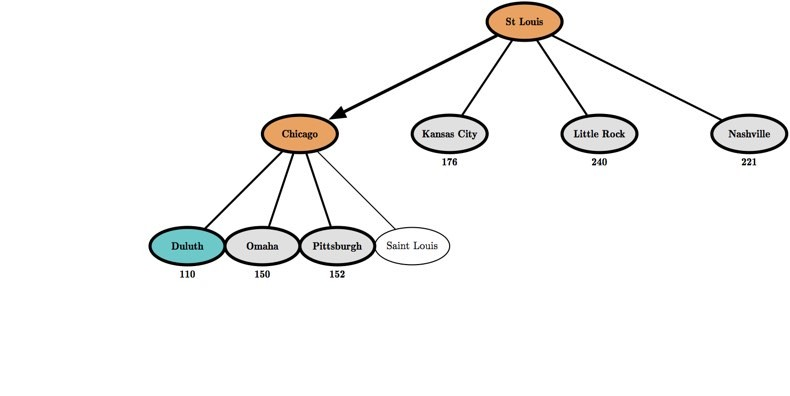 St Louis
Chicago
Kansas City
Little Rock
Nashville
176
240
221
Duluth
Omaha
Pittsburgh
Saint Louis
110
150
152